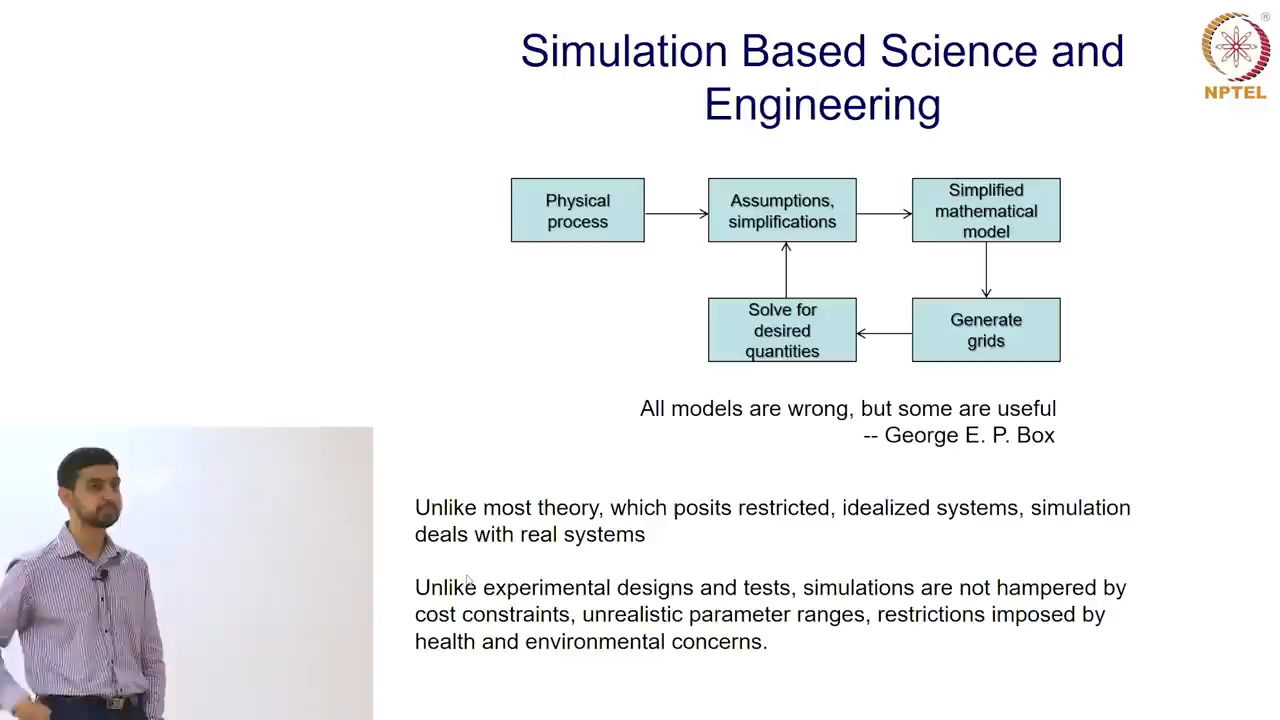 Simulation Based Science and
Engineering
®
NPTEL
Physical
process
Assumptions,
simplifications
Simplified
mathematical
model
Solve for
desired
quantities
Generate
grids
All models are wrong, but some are useful
-- George E. P. Box
Unlike most theory, which posits restricted, idealized systems, simulation
deals with real systems
Unlike experimental designs and tests, simulations are not hampered by
cost constraints, unrealistic parameter ranges, restrictions imposed by
health and environmental concerns.